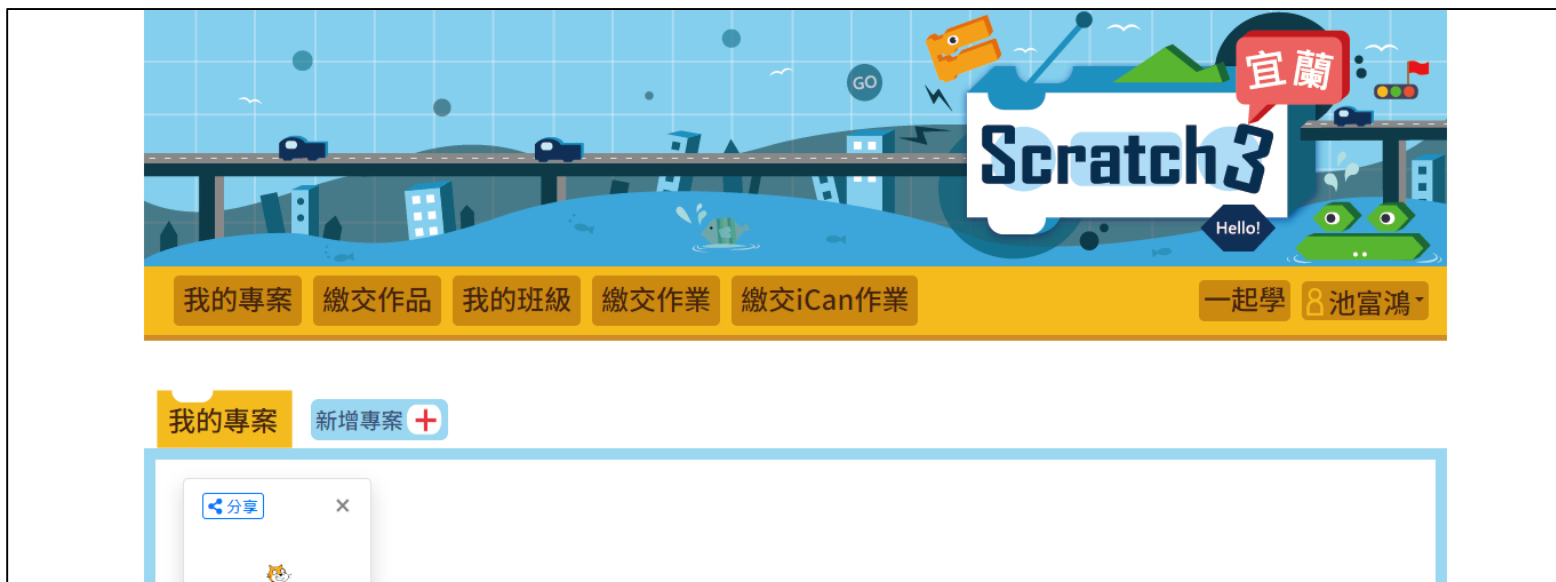 GO
宜蘭
Scratch3
Hello!
我的專案 繳交作品 我的班級 繳交作業 繳交iCan作業 一起學 池富鴻
我的專案 新增專案
分享 ×